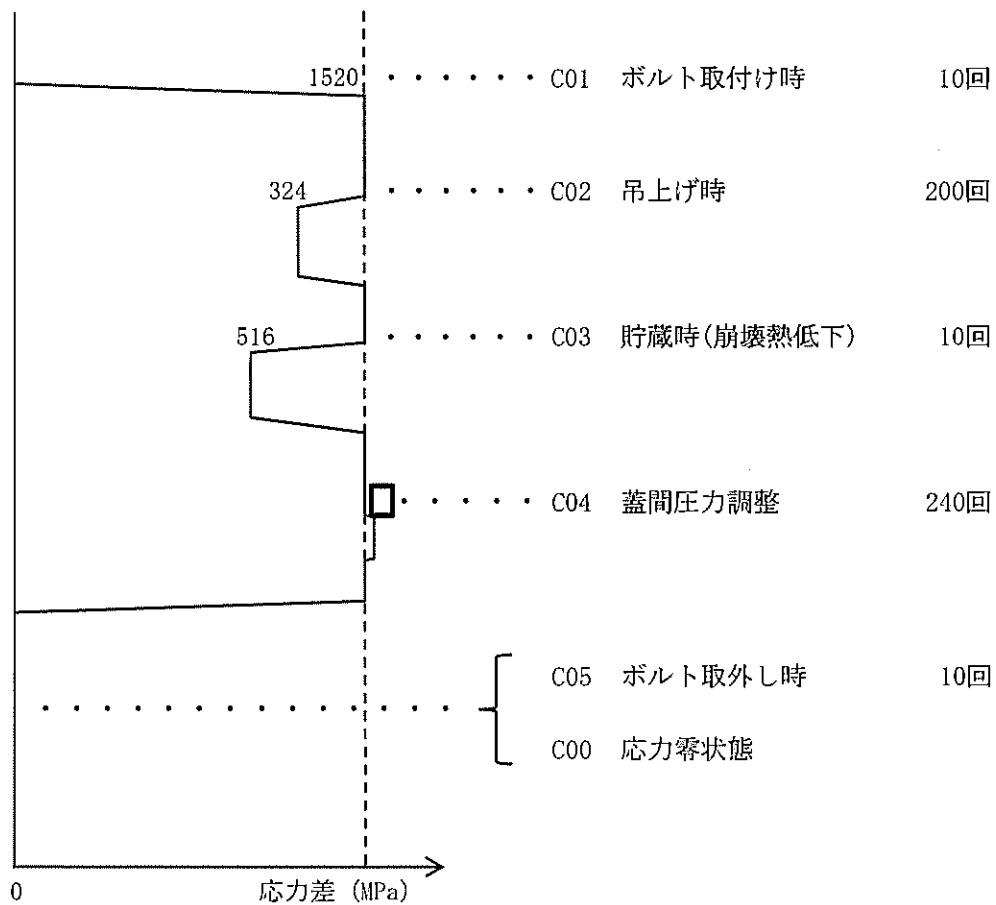 1520 ・・・・・・ C01 ボルト取付け時 10回
324 ・・・・・・ C02 吊上げ時 200回
516 ・・・・・・ C03 貯蔵時(崩壊熱低下) 10回
・・・・・ C04 蓋間圧力調整 240回
C05 ボルト取外し時 10回
・・・・・・・・・・・・・・・
C00 応力零状態
0 応力差 (MPa)